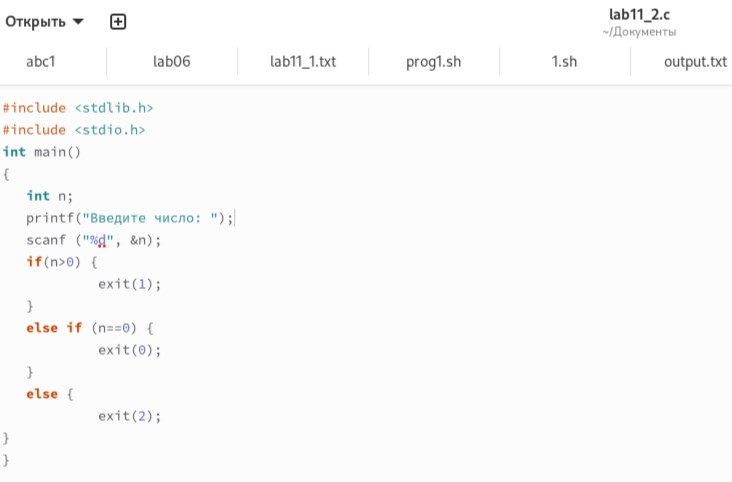 Открыть
lab11_2.c
~/Документы
abc1 lab06 lab11_1.txt prog1.sh 1.sh output.txt
#include <stdlib.h>
#include <stdio.h>
int main()
{
   int n;
   printf("Введите число: ");
   scanf ("%d", &n);
   if(n>0) {
            exit(1);
   }
   else if (n==0) {
            exit(0);
   }
   else {
            exit(2);
}
}